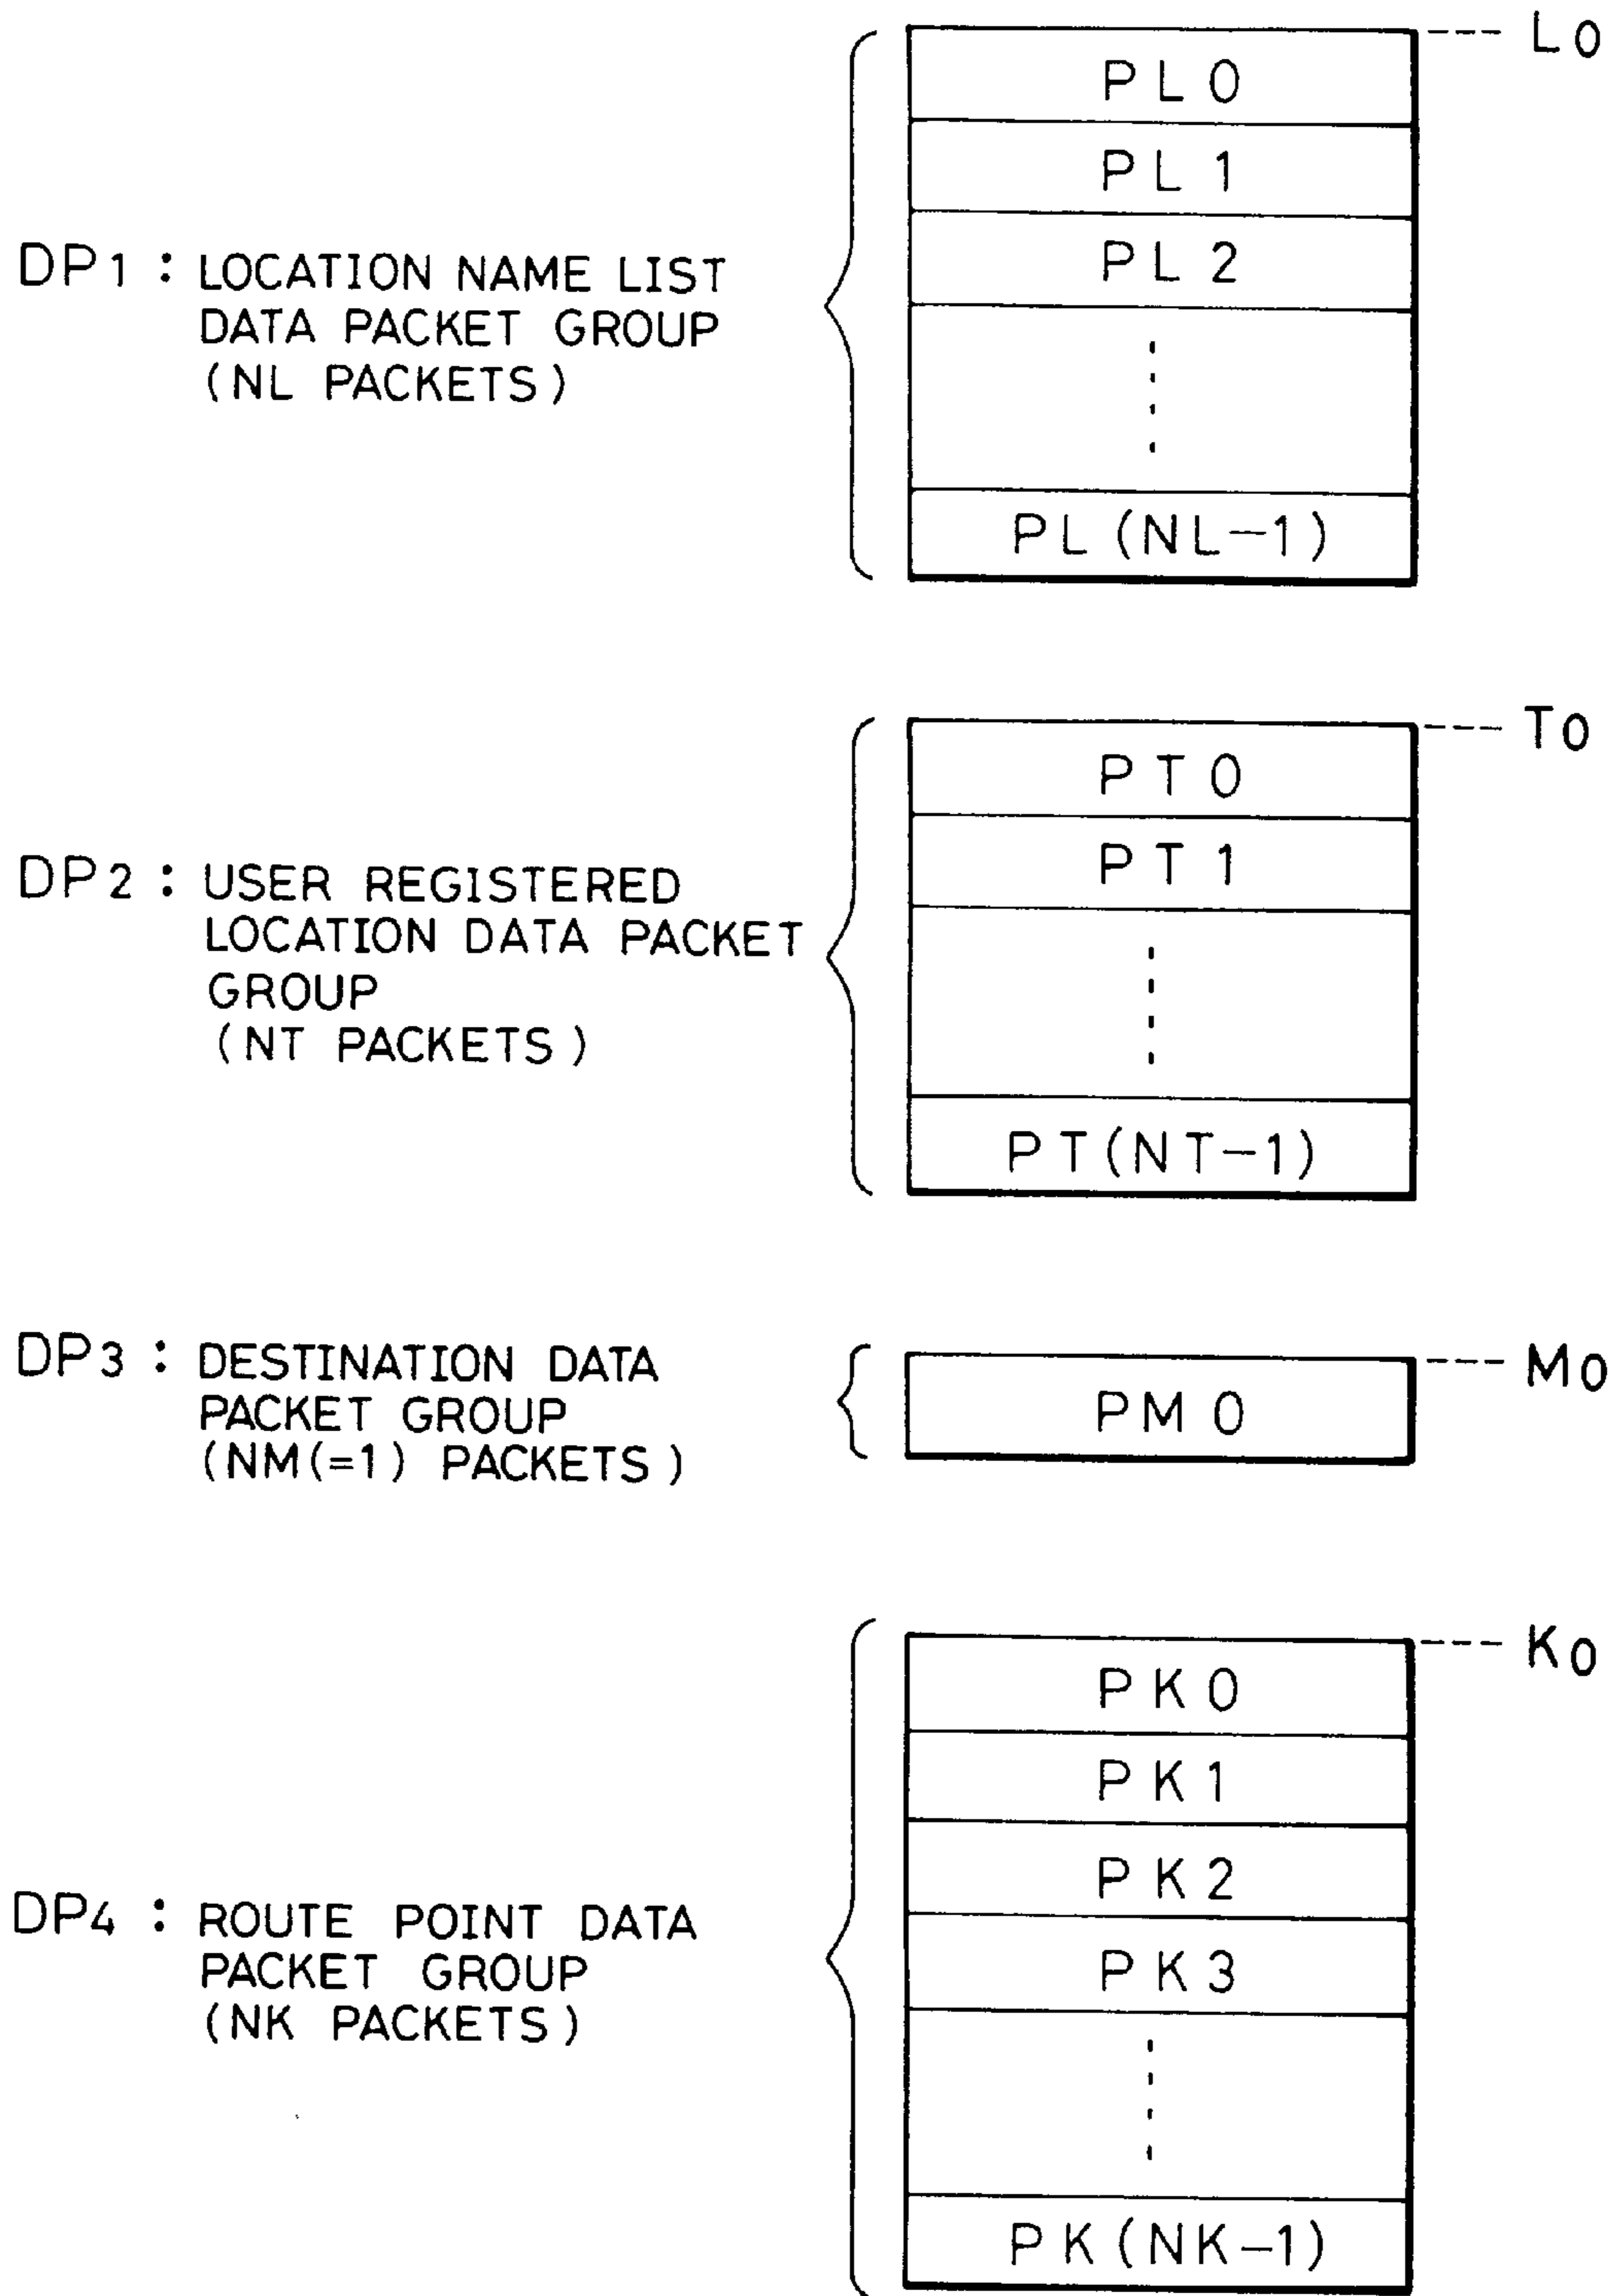 L0
PL0
PL1
PL2
DP1 : LOCATION NAME LIST
DATA PACKET GROUP
(NL PACKETS)
PL(NL-1)
T0
PT0
PT1
DP2 : USER REGISTERED
LOCATION DATA PACKET
GROUP
(NT PACKETS)
PT(NT-1)
DP3 : DESTINATION DATA
PACKET GROUP
(NM(=1) PACKETS)
M0
PM0
K0
PK0
PK1
PK2
DP4 : ROUTE POINT DATA
PACKET GROUP
(NK PACKETS)
PK3
PK(NK-1)